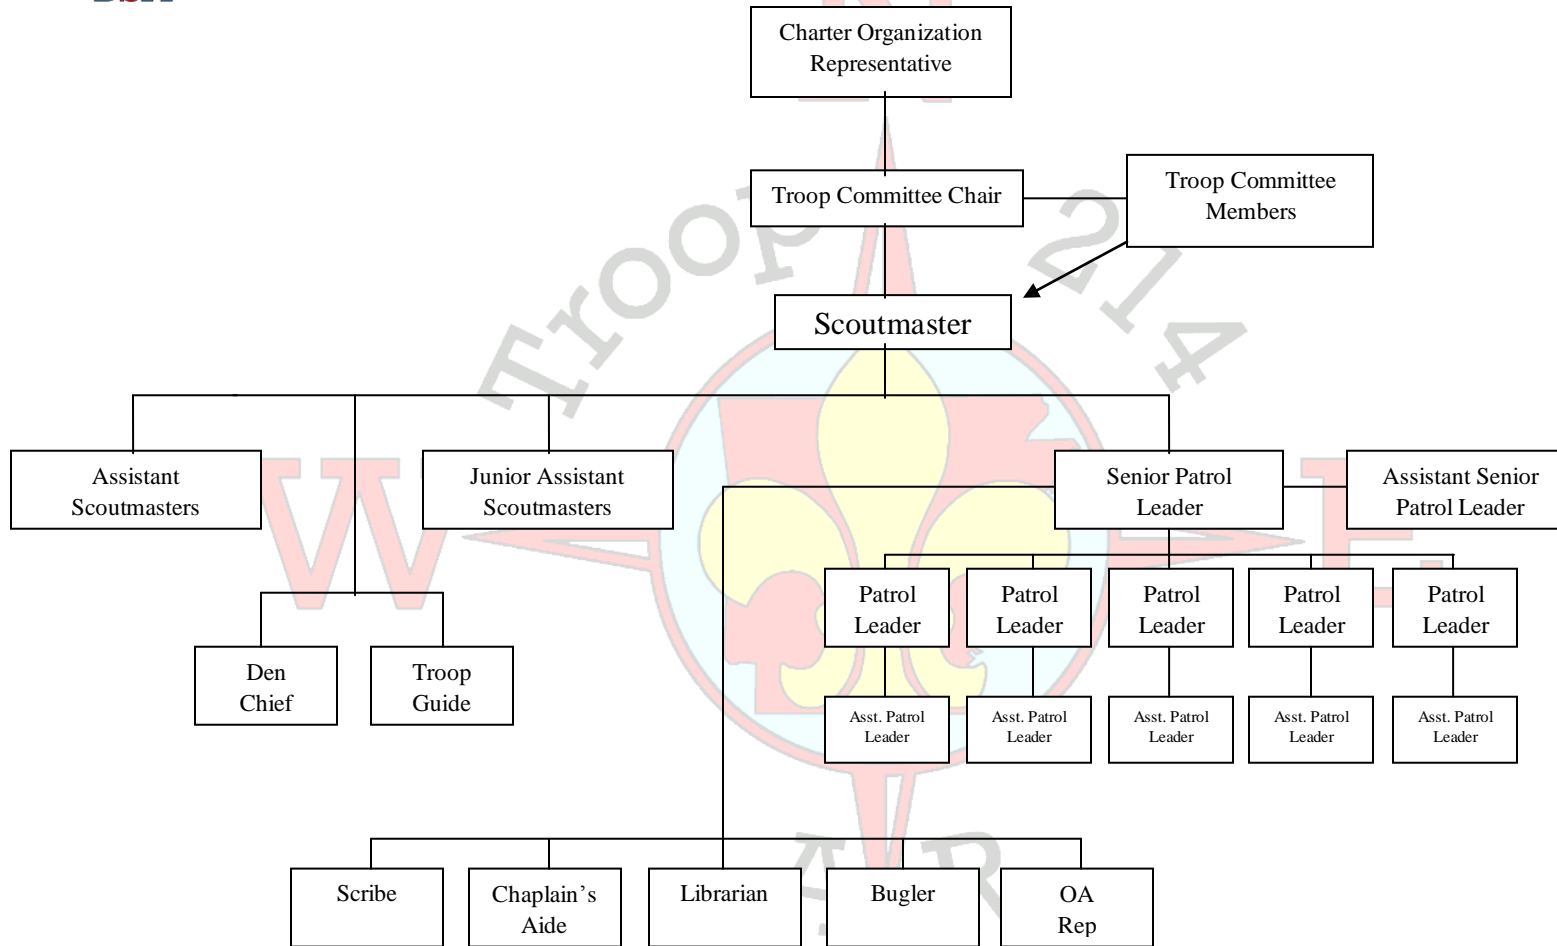 Charter Organization
Representative
Troop Committee Chair
Troop Committee
Members
Troop 214
Scoutmaster
Assistant
Scoutmasters
Junior Assistant
Scoutmasters
Senior Patrol
Leader
Assistant Senior
Patrol Leader
W
E
Patrol
Leader
Patrol
Leader
Patrol
Leader
Patrol
Leader
Patrol
Leader
Den
Chief
Troop
Guide
Asst. Patrol
Leader
Asst. Patrol
Leader
Asst. Patrol
Leader
Asst. Patrol
Leader
Asst. Patrol
Leader
Scribe
Chaplain’s
Aide
Librarian
Bugler
OA
Rep